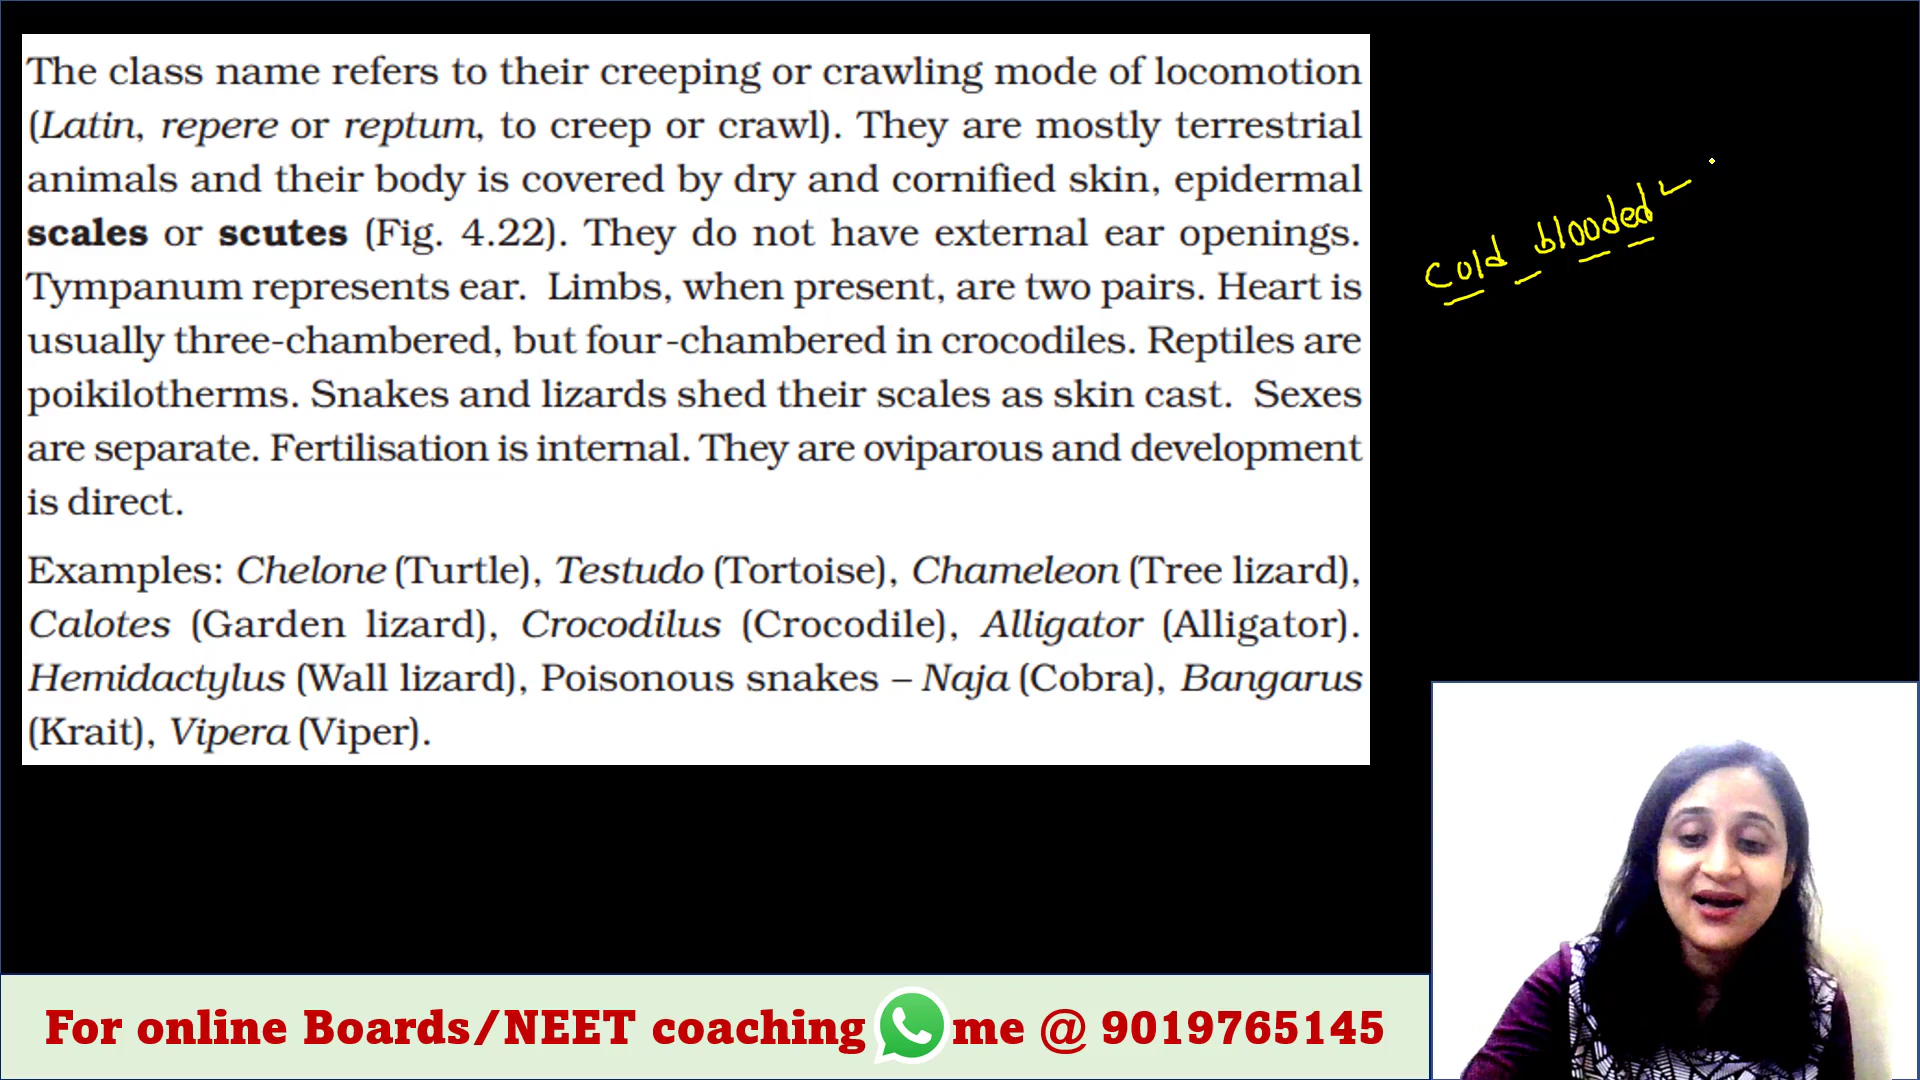 The class name refers to their creeping or crawling mode of locomotion
(Latin, repere or reptum, to creep or crawl). They are mostly terrestrial
animals and their body is covered by dry and cornified skin, epidermal
scales or scutes (Fig. 4.22). They do not have external ear openings.
Tympanum represents ear. Limbs, when present, are two pairs. Heart is
usually three-chambered, but four-chambered in crocodiles. Reptiles are
poikilotherms. Snakes and lizards shed their scales as skin cast. Sexes
are separate. Fertilisation is internal. They are oviparous and development
is direct.
Examples: Chelone (Turtle), Testudo (Tortoise), Chameleon (Tree lizard),
Calotes (Garden lizard), Crocodilus (Crocodile), Alligator (Alligator).
Hemidactylus (Wall lizard), Poisonous snakes – Naja (Cobra), Bangarus
(Krait), Vipera (Viper).
Cold blooded
For online Boards/NEET coaching me @ 9019765145